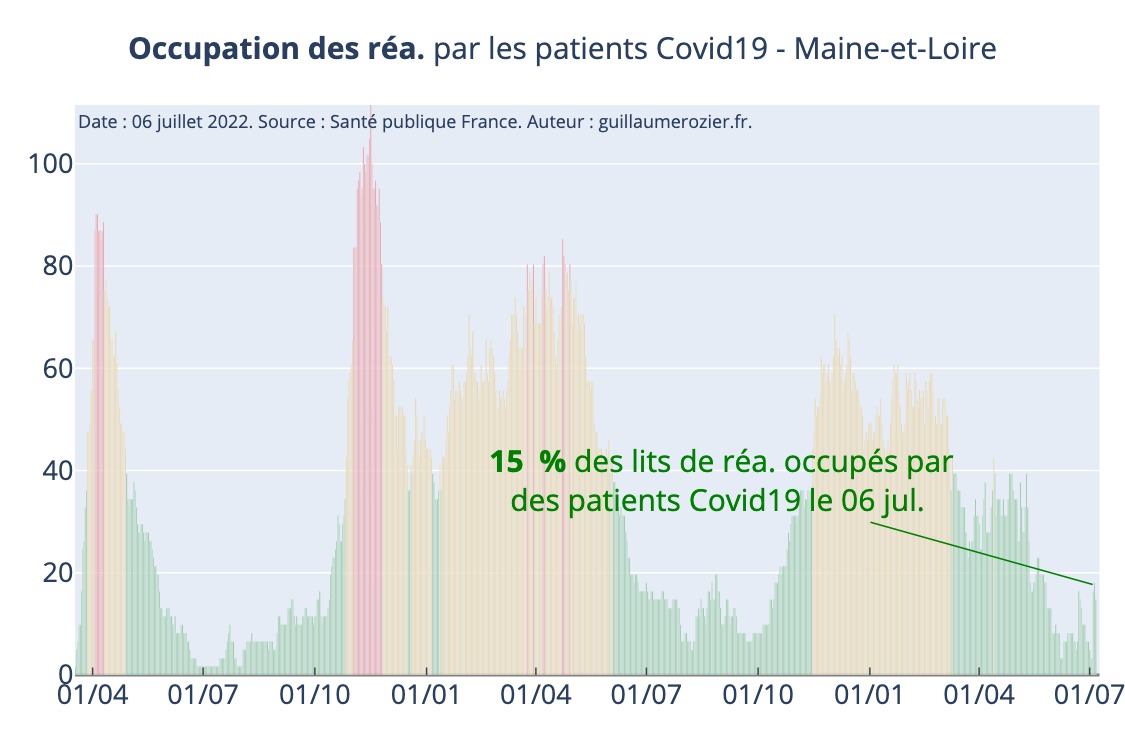 Occupation des réa. par les patients Covid19 - Maine-et-Loire
Date : 06 juillet 2022. Source : Santé publique France. Auteur : guillaumerozier.fr.
100
80
60
40
20
0
15 % des lits de réa. occupés par
des patients Covid19 le 06 jul.
01/04 01/07 01/10 01/01 01/04 01/07 01/10 01/01 01/04 01/07